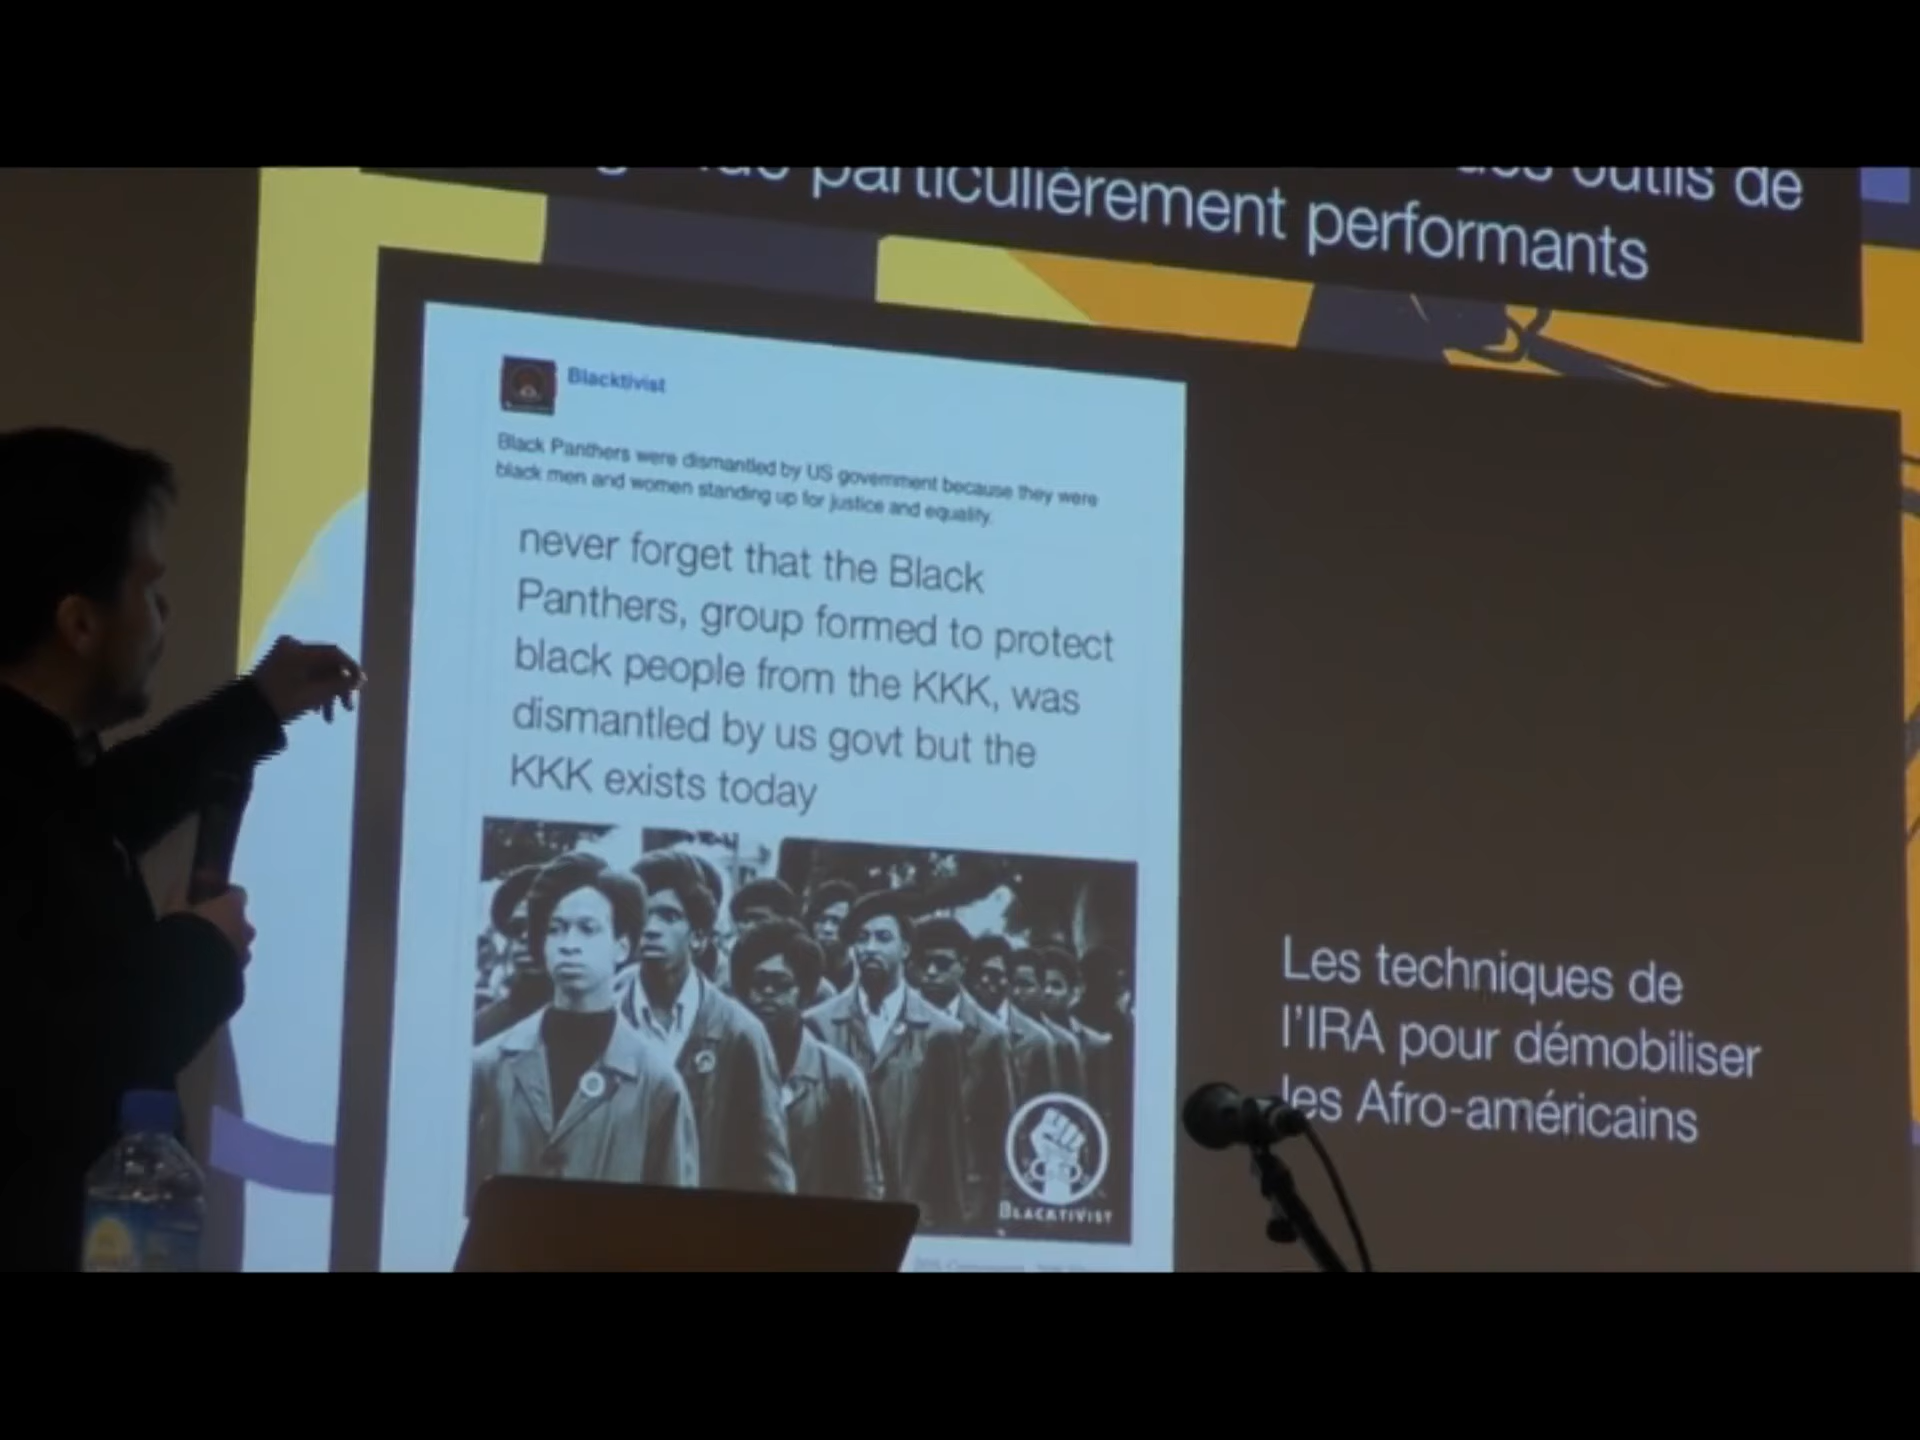 des outils de
particulièrement performants
Blacktivist
Black Panthers were dismantled by US government because they were
black men and women standing up for justice and equality.
never forget that the Black
Panthers, group formed to protect
black people from the KKK, was
dismantled by us govt but the
KKK exists today
BLACKTIVIST
Les techniques de
l'IRA pour démobiliser
les Afro-américains